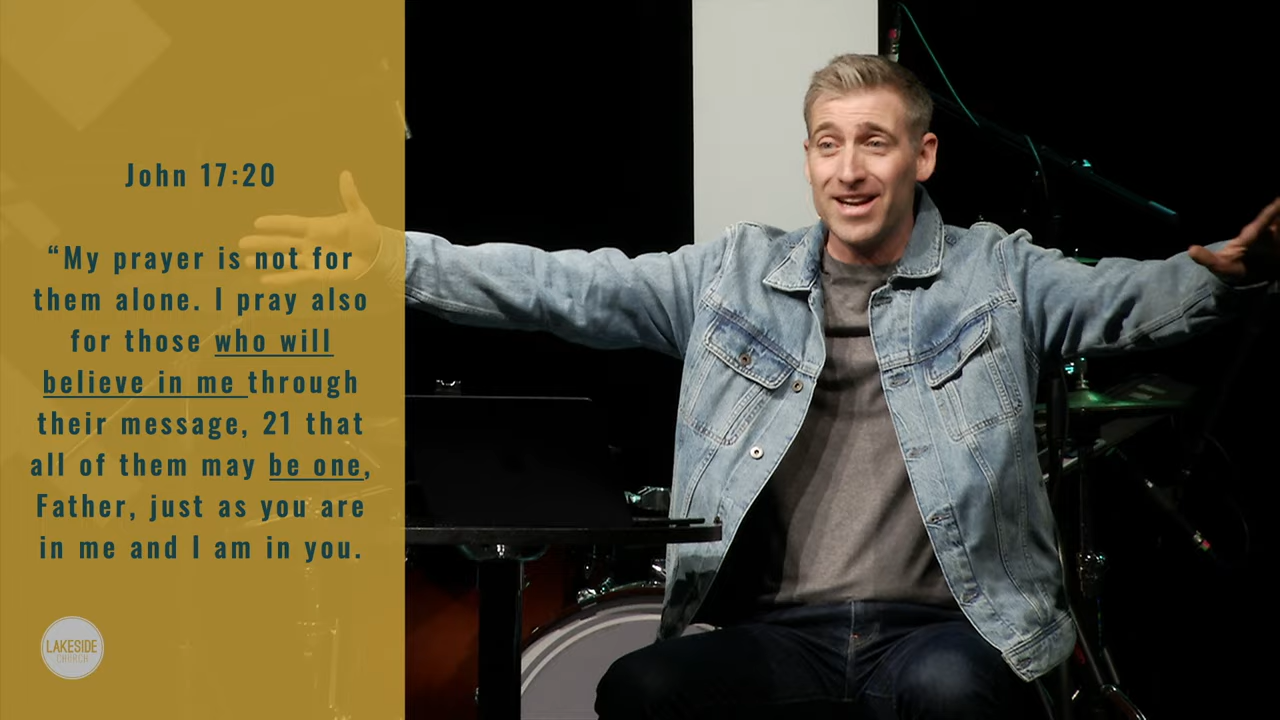 John 17:20
“My prayer is not for
them alone. I pray also
for those who will
believe in me through
their message, 21 that
all of them may be one,
Father, just as you are
in me and I am in you.
LAKESIDE
CHURCH